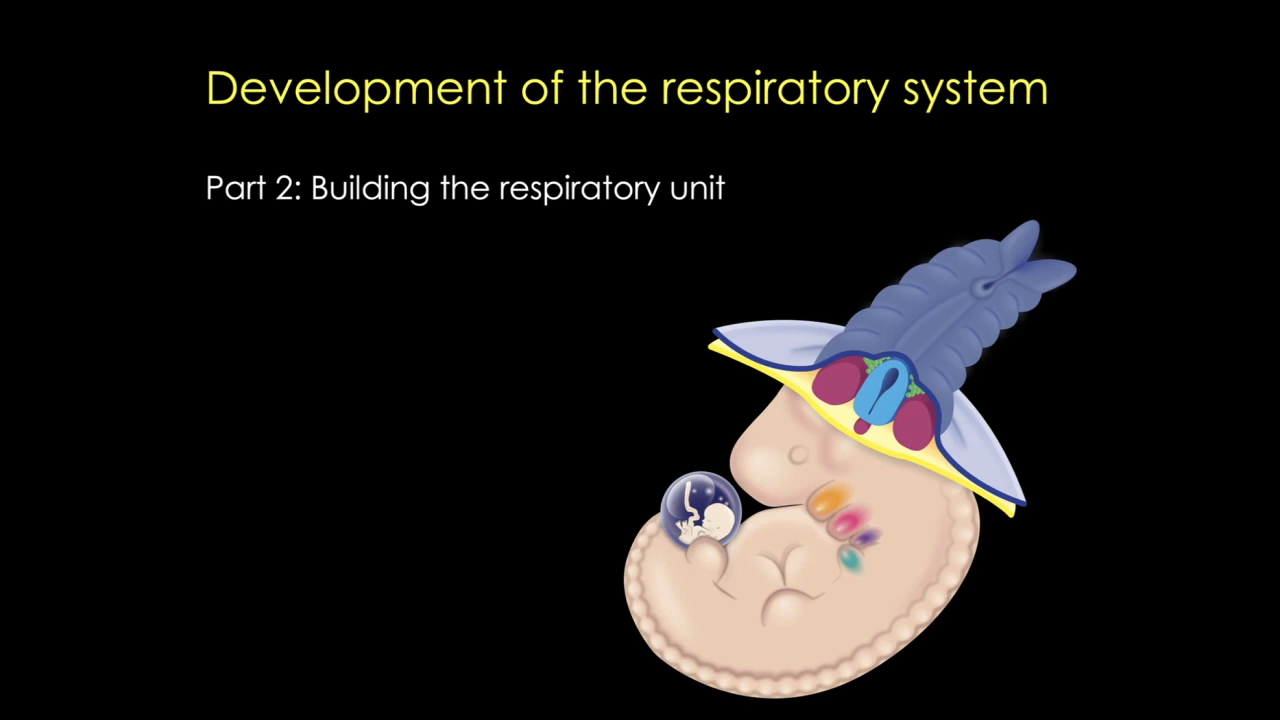 Development of the respiratory system
Part 2: Building the respiratory unit